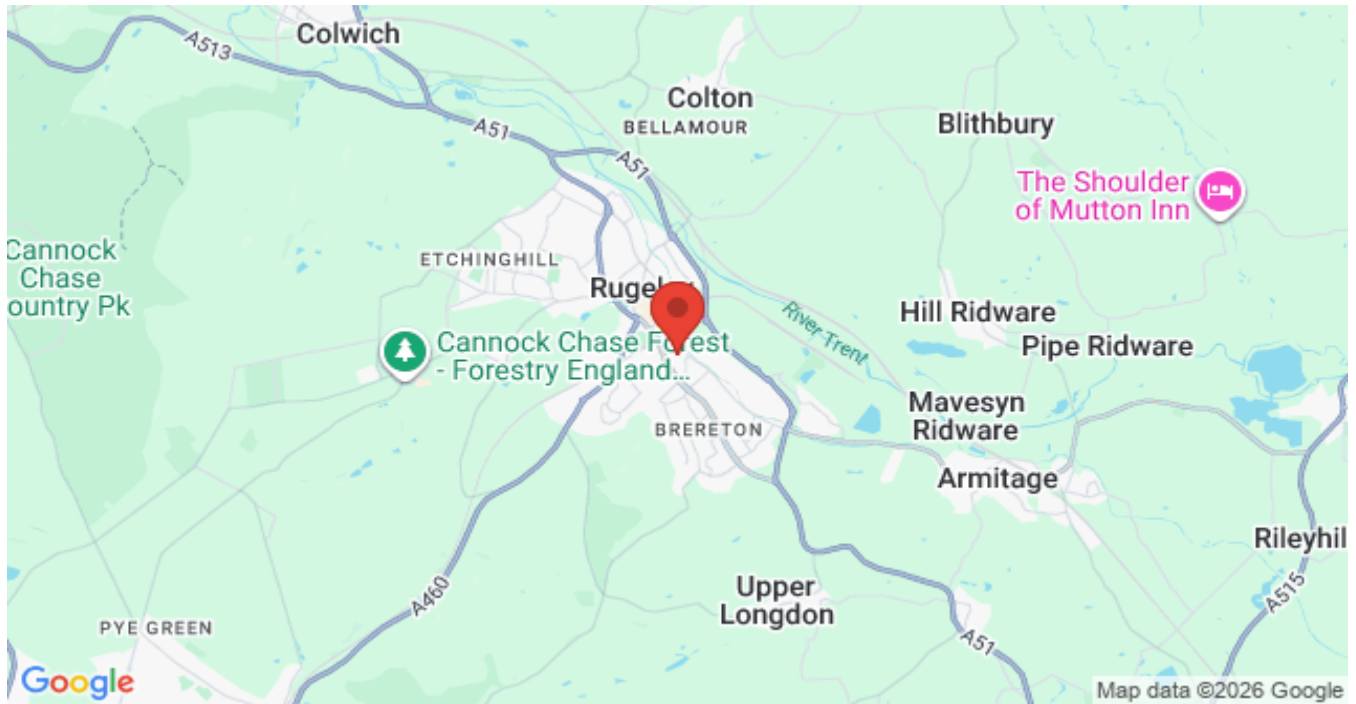 Colwich
A513
Colton
BELLAMOUR
A51
A51
Blithbury
The Shoulder
of Mutton Inn
Cannock
Chase
ountry Pk
ETCHINGHILL
Rugeley
River Trent
Hill Ridware
Pipe Ridware
Cannock Chase Forest
- Forestry England...
Mavesyn
Ridware
BRERETON
Armitage
Rileyhil
A460
Upper
Longdon
A515
PYE GREEN
A51
Google
Map data ©2026 Google